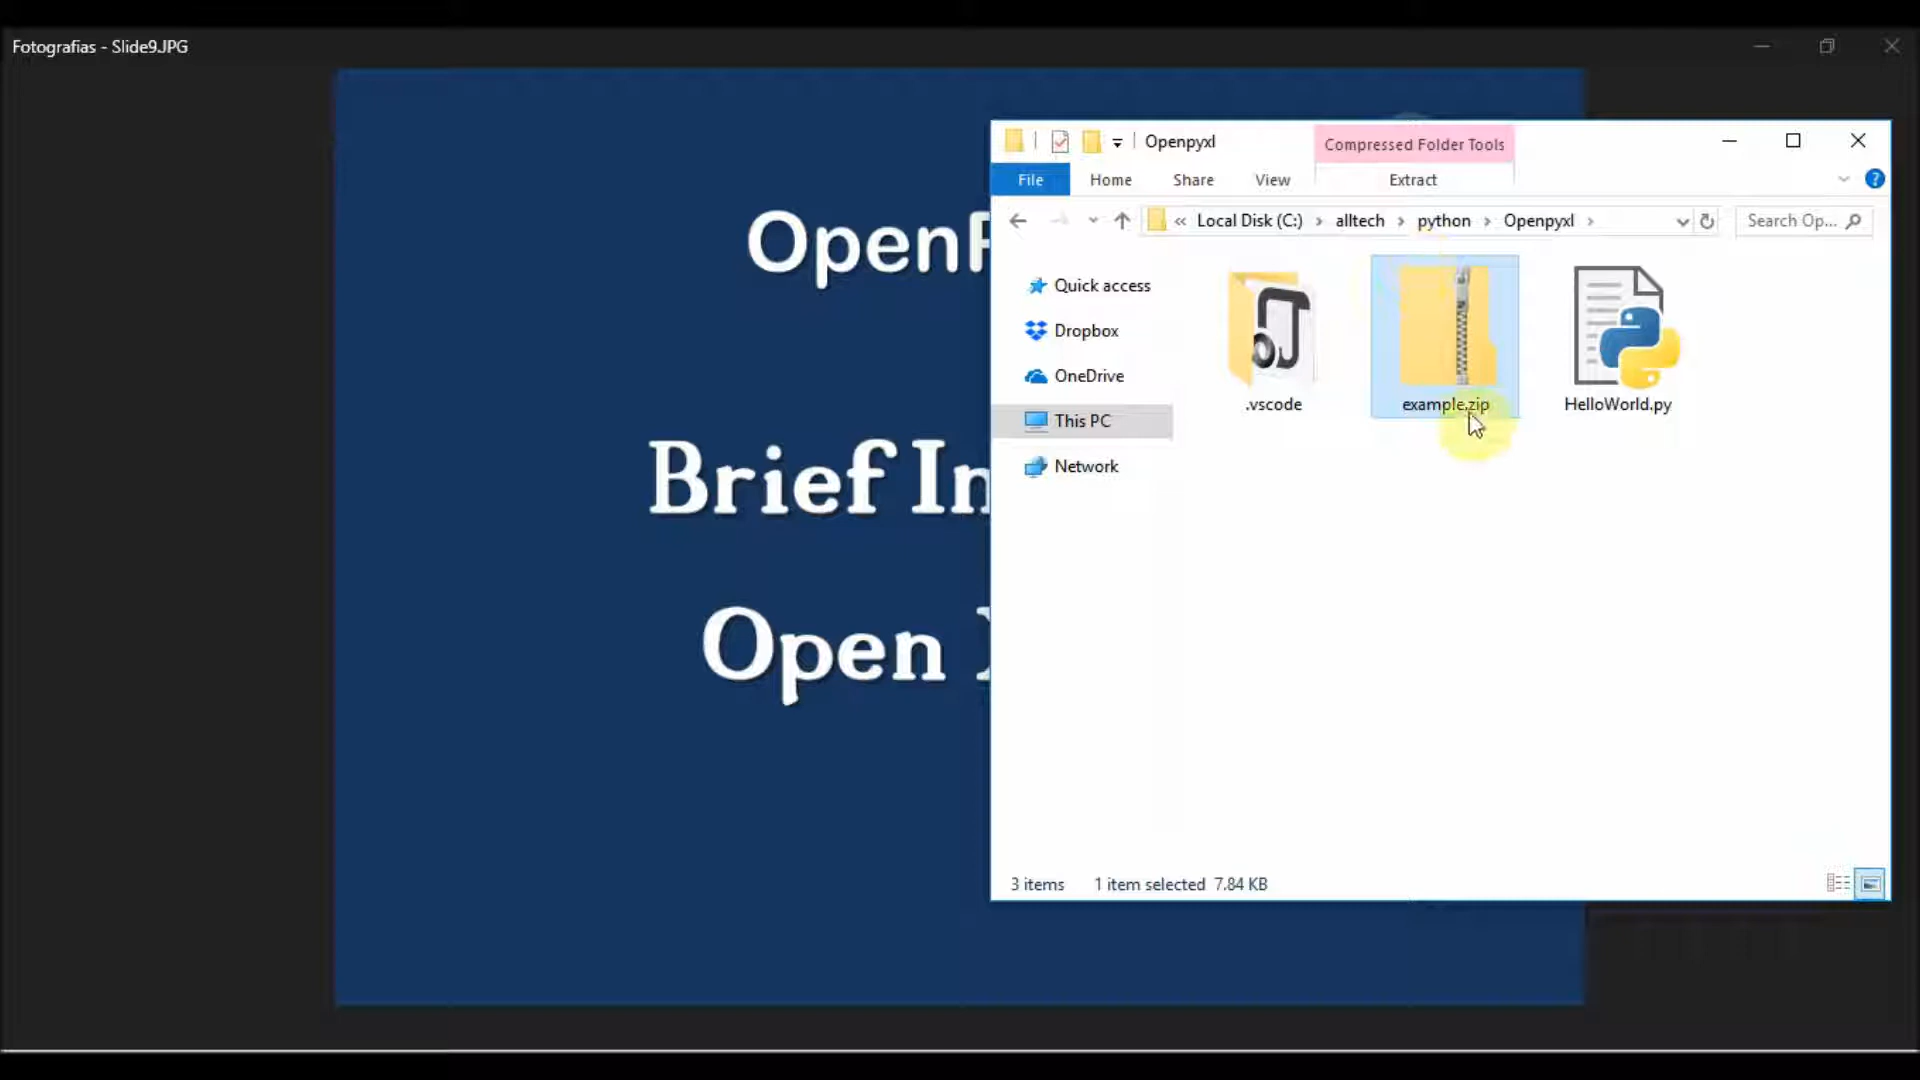 Fotografias - Slide9.JPG
OpenP
Brief In
Open
Openpyxl
Compressed Folder Tools
File
Home
Share
View
Extract
« Local Disk (C:) › alltech › python › Openpyxl ›
Search Op...
Quick access
Dropbox
OneDrive
This PC
Network
.vscode
example.zip
HelloWorld.py
3 items
1 item selected 7.84 KB